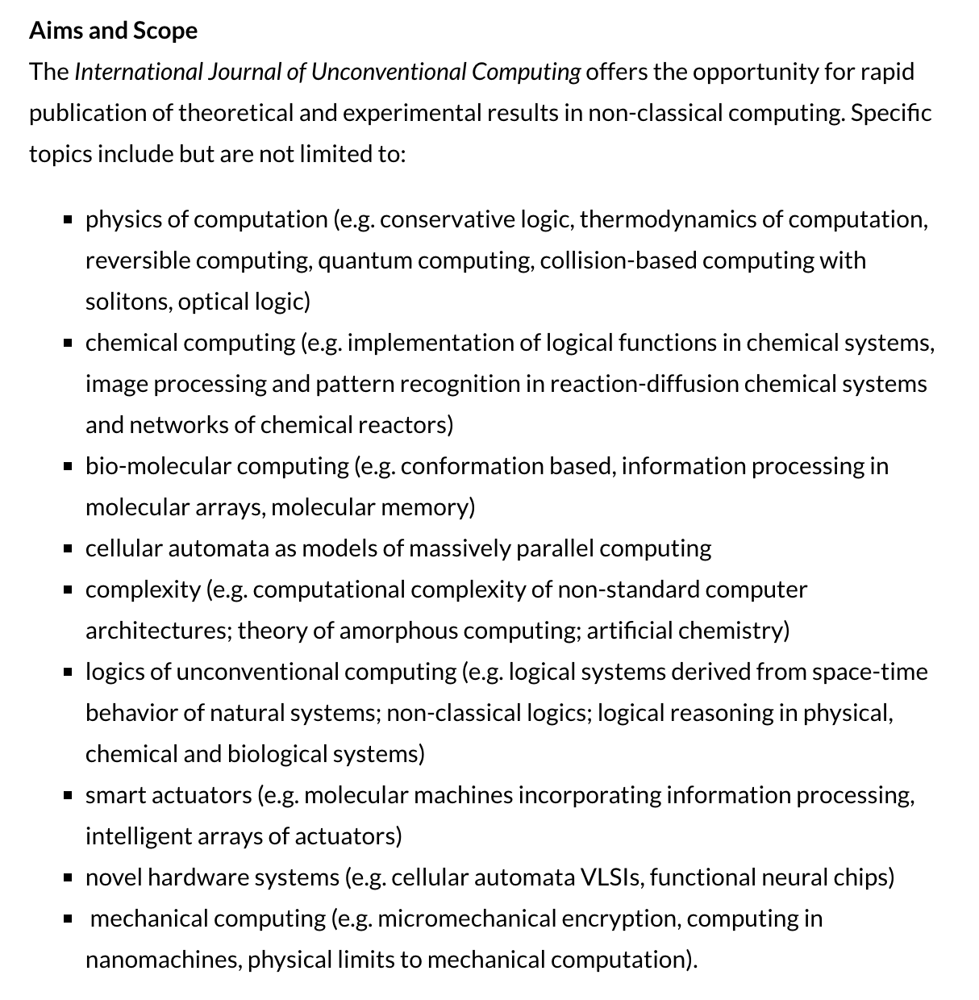 Aims and Scope
The International Journal of Unconventional Computing offers the opportunity for rapid
publication of theoretical and experimental results in non-classical computing. Specific
topics include but are not limited to:
▪ physics of computation (e.g. conservative logic, thermodynamics of computation,
reversible computing, quantum computing, collision-based computing with
solitons, optical logic)
▪ chemical computing (e.g. implementation of logical functions in chemical systems,
image processing and pattern recognition in reaction-diffusion chemical systems
and networks of chemical reactors)
▪ bio-molecular computing (e.g. conformation based, information processing in
molecular arrays, molecular memory)
▪ cellular automata as models of massively parallel computing
▪ complexity (e.g. computational complexity of non-standard computer
architectures; theory of amorphous computing; artificial chemistry)
▪ logics of unconventional computing (e.g. logical systems derived from space-time
behavior of natural systems; non-classical logics; logical reasoning in physical,
chemical and biological systems)
▪ smart actuators (e.g. molecular machines incorporating information processing,
intelligent arrays of actuators)
▪ novel hardware systems (e.g. cellular automata VLSIs, functional neural chips)
▪ mechanical computing (e.g. micromechanical encryption, computing in
nanomachines, physical limits to mechanical computation).